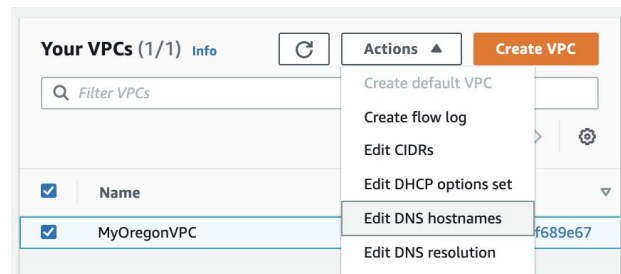 Your VPCs (1/1) Info
Actions ▲
Create VPC
Filter VPCs
Create default VPC
Create flow log
Edit CIDRs
Edit DHCP options set
Edit DNS hostnames
Edit DNS resolution
Name
MyOregonVPC
f689e67